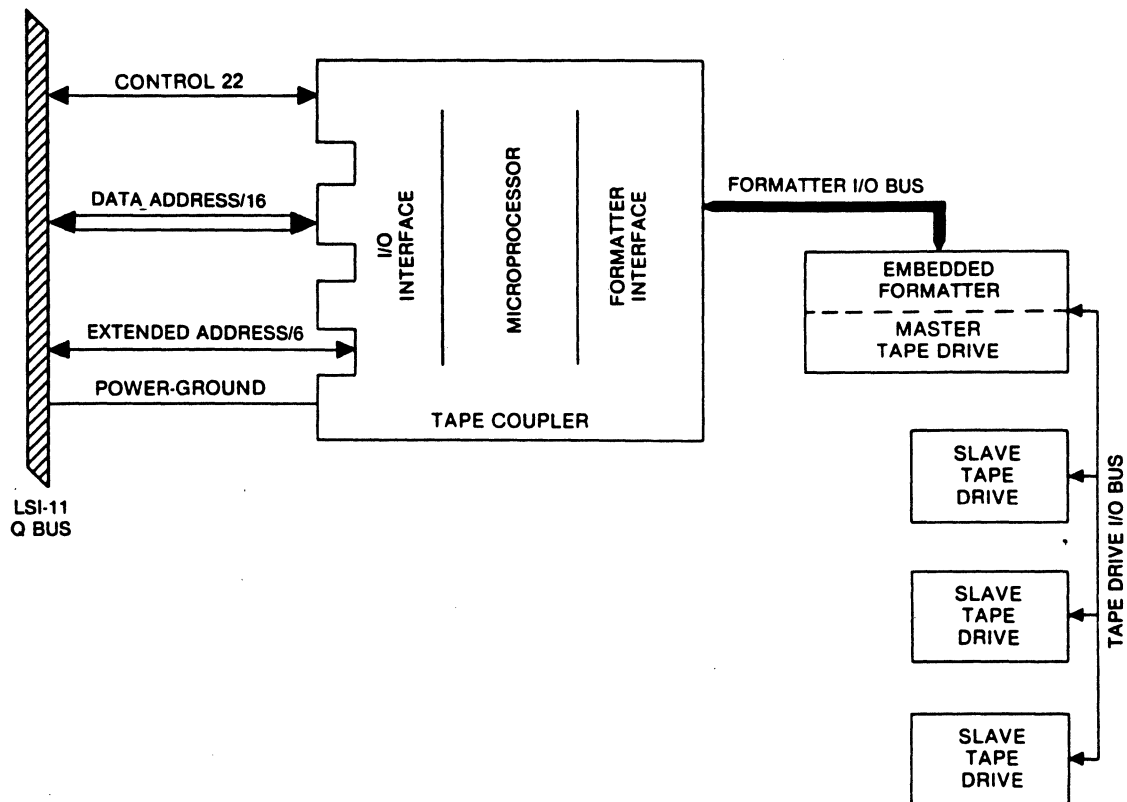 CONTROL 22
DATA_ADDRESS/16
EXTENDED ADDRESS/6
POWER-GROUND
LSI-11
Q BUS
I/O
INTERFACE
MICROPROCESSOR
FORMATTER
INTERFACE
TAPE COUPLER
FORMATTER I/O BUS
EMBEDDED
FORMATTER
MASTER
TAPE DRIVE
SLAVE
TAPE
DRIVE
SLAVE
TAPE
DRIVE
SLAVE
TAPE
DRIVE
TAPE DRIVE I/O BUS